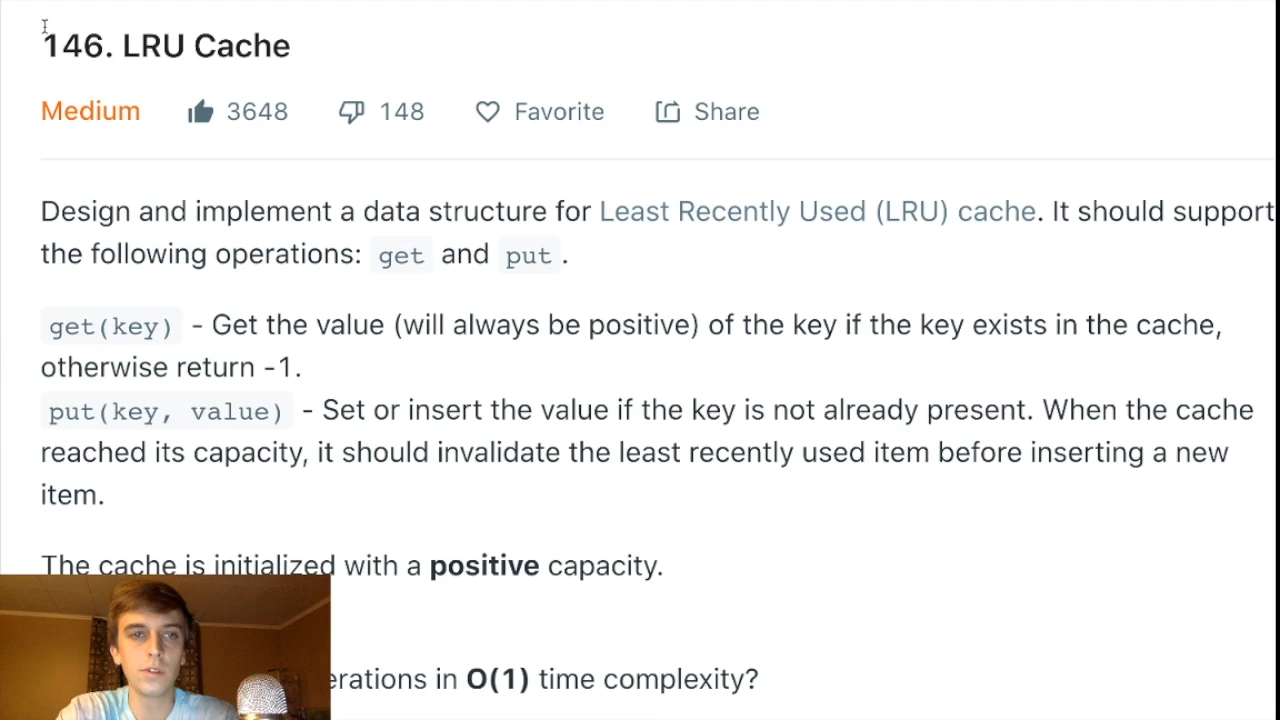 146. LRU Cache
Medium 3648 148 Favorite Share
Design and implement a data structure for Least Recently Used (LRU) cache. It should support
the following operations: get and put.
get(key) - Get the value (will always be positive) of the key if the key exists in the cache,
otherwise return -1.
put(key, value) - Set or insert the value if the key is not already present. When the cache
reached its capacity, it should invalidate the least recently used item before inserting a new
item.
The cache is initialized with a positive capacity.
erations in O(1) time complexity?